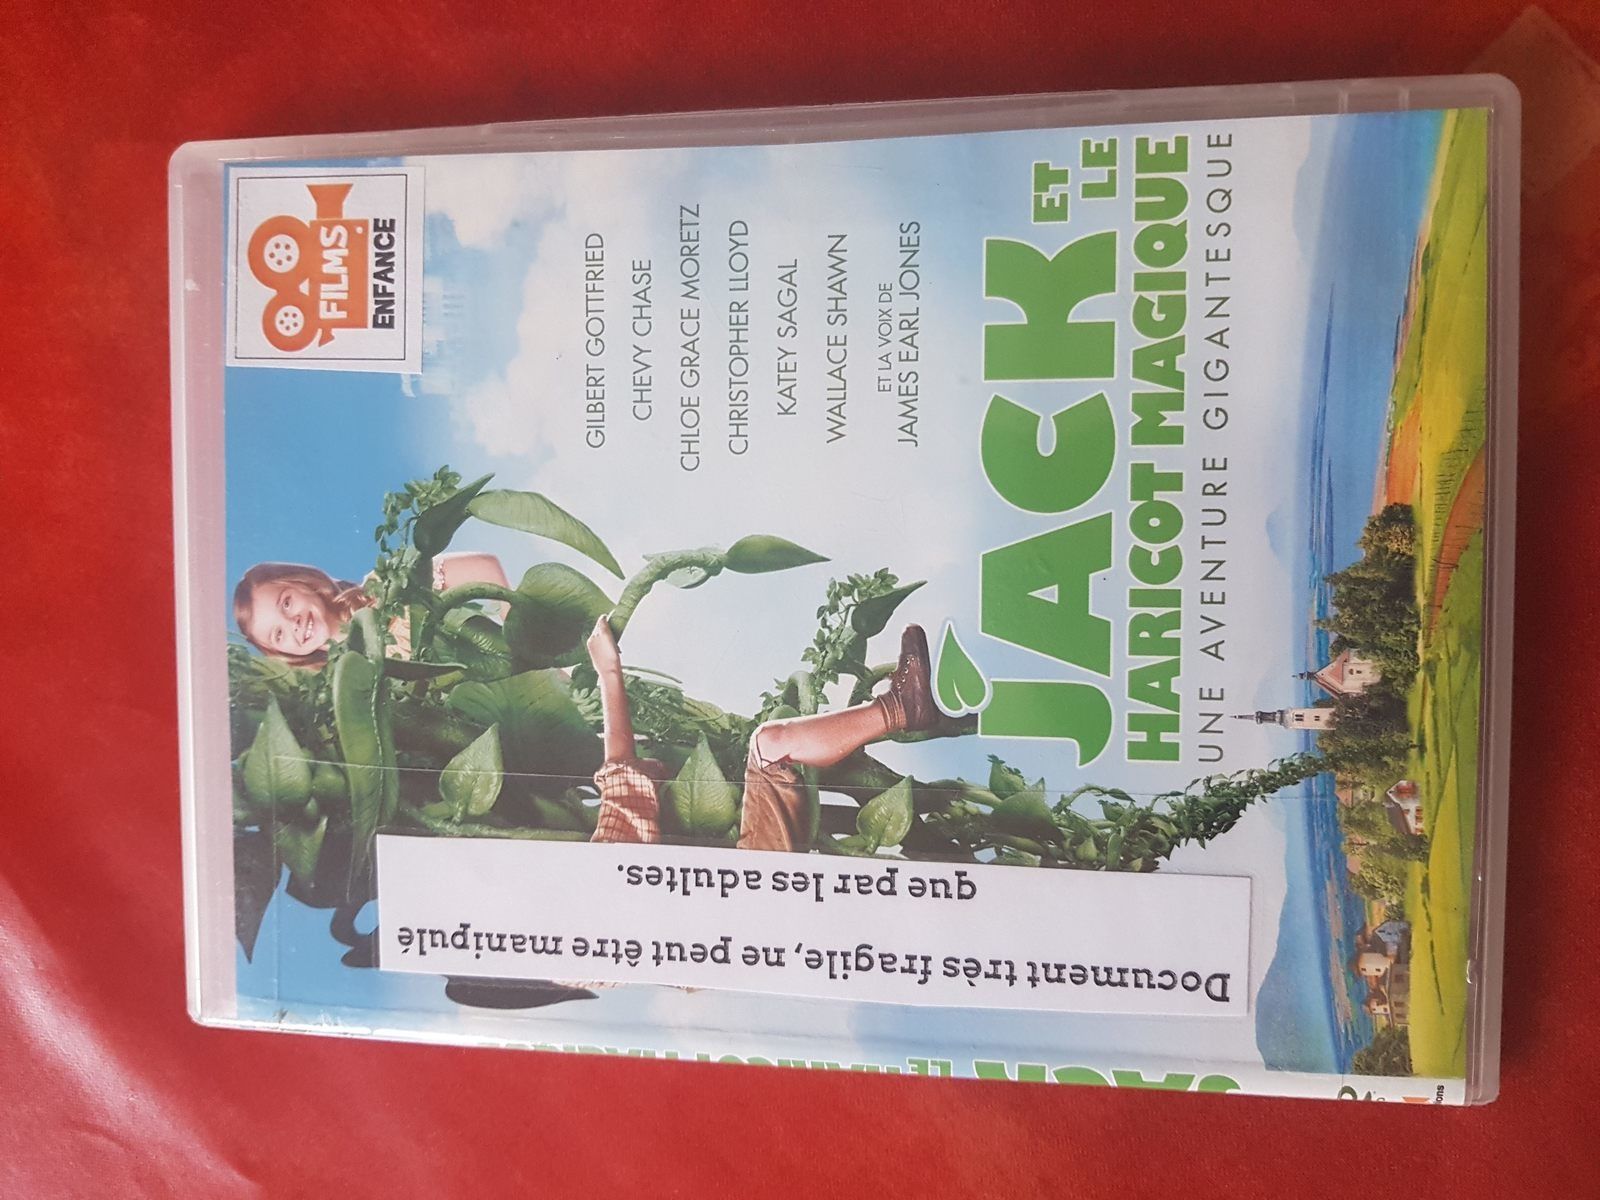 FILMS
ENFANCE
GILBERT GOTTFRIED
CHEVY CHASE
CHLOE GRACE MORETZ
CHRISTOPHER LLOYD
KATEY SAGAL
WALLACE SHAWN
ET LA VOIX DE
JAMES EARL JONES
JACK ET LE
HARICOT MAGIQUE
UNE AVENTURE GIGANTESQUE
Document très fragile, ne peut être manipulé
que par les adultes.